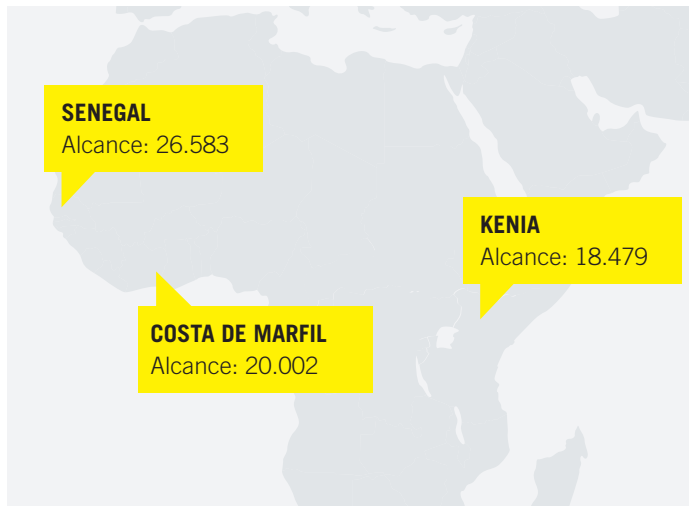 SENEGAL
Alcance: 26.583
KENIA
Alcance: 18.479
COSTA DE MARFIL
Alcance: 20.002